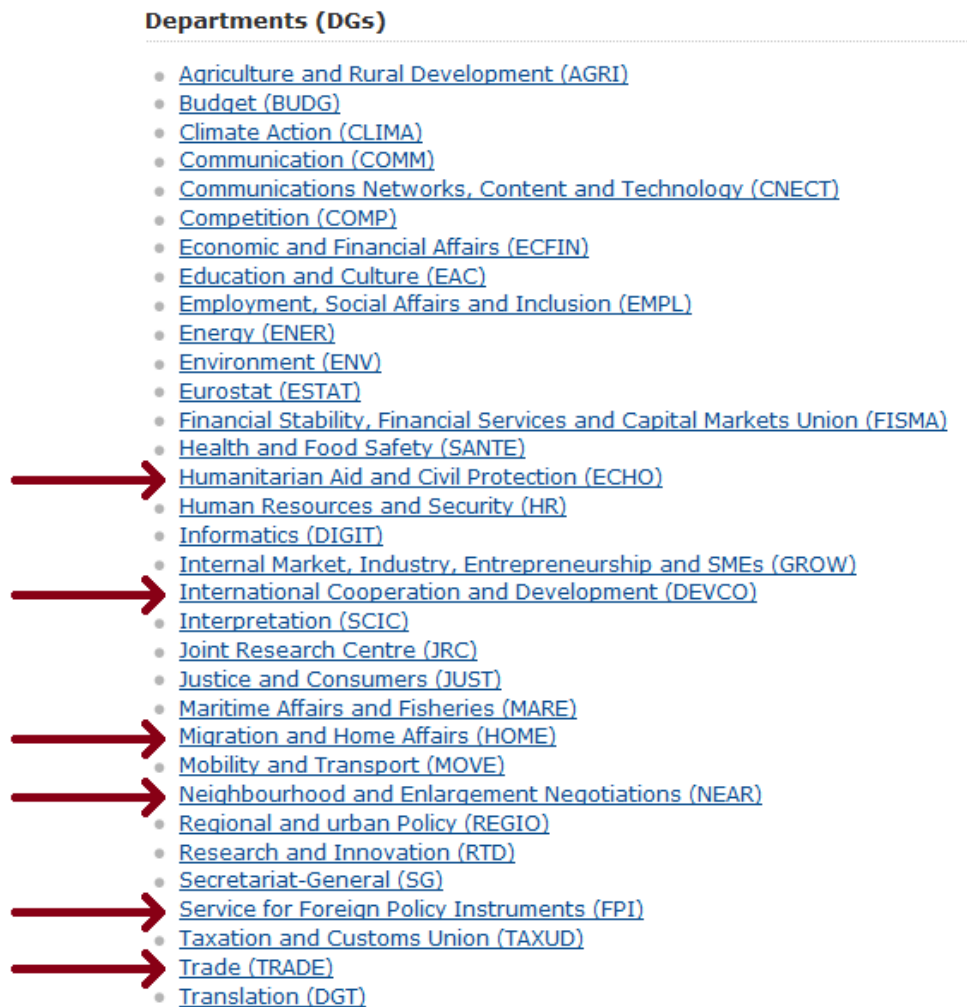 Departments (DGs)
Agriculture and Rural Development (AGRI)
Budget (BUDG)
Climate Action (CLIMA)
Communication (COMM)
Communications Networks, Content and Technology (CNECT)
Competition (COMP)
Economic and Financial Affairs (ECFIN)
Education and Culture (EAC)
Employment, Social Affairs and Inclusion (EMPL)
Energy (ENER)
Environment (ENV)
Eurostat (ESTAT)
Financial Stability, Financial Services and Capital Markets Union (FISMA)
Health and Food Safety (SANTE)
Humanitarian Aid and Civil Protection (ECHO)
Human Resources and Security (HR)
Informatics (DIGIT)
Internal Market, Industry, Entrepreneurship and SMEs (GROW)
International Cooperation and Development (DEVCO)
Interpretation (SCIC)
Joint Research Centre (JRC)
Justice and Consumers (JUST)
Maritime Affairs and Fisheries (MARE)
Migration and Home Affairs (HOME)
Mobility and Transport (MOVE)
Neighbourhood and Enlargement Negotiations (NEAR)
Regional and urban Policy (REGIO)
Research and Innovation (RTD)
Secretariat-General (SG)
Service for Foreign Policy Instruments (FPI)
Taxation and Customs Union (TAXUD)
Trade (TRADE)
Translation (DGT)